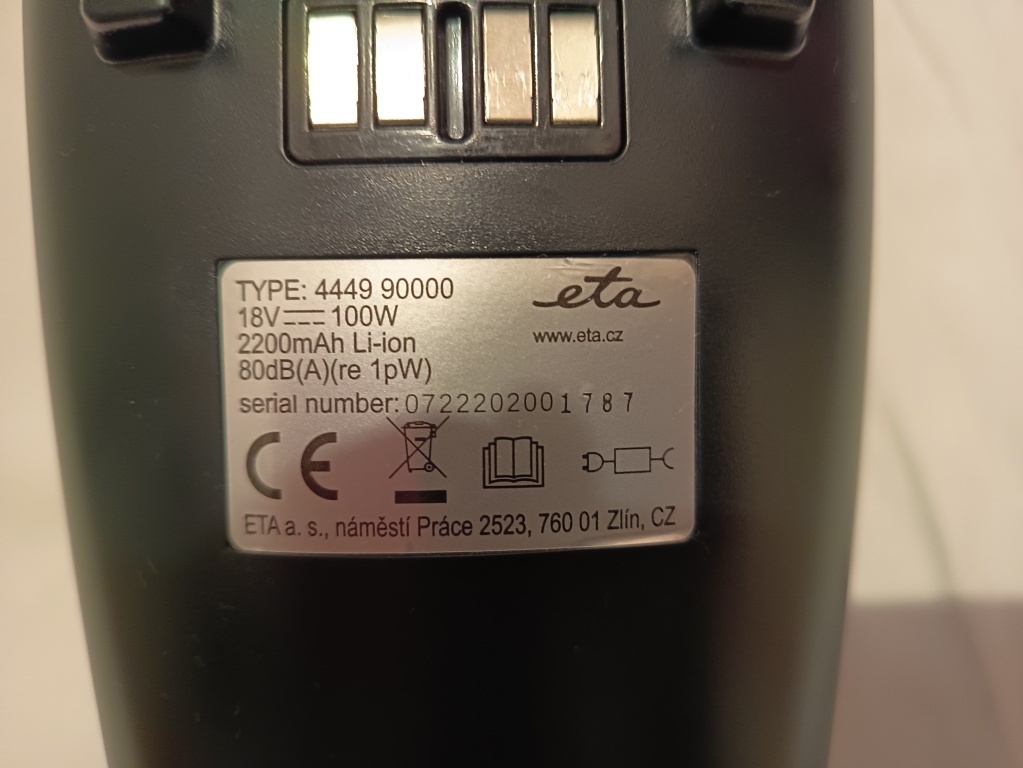 TYPE: 4449 90000
eta
18V⎓100W
www.eta.cz
2200mAh Li-ion
80dB(A)(re 1pW)
serial number: 0722202001787
CE
ETA a. s., náměstí Práce 2523, 760 01 Zlín, CZ